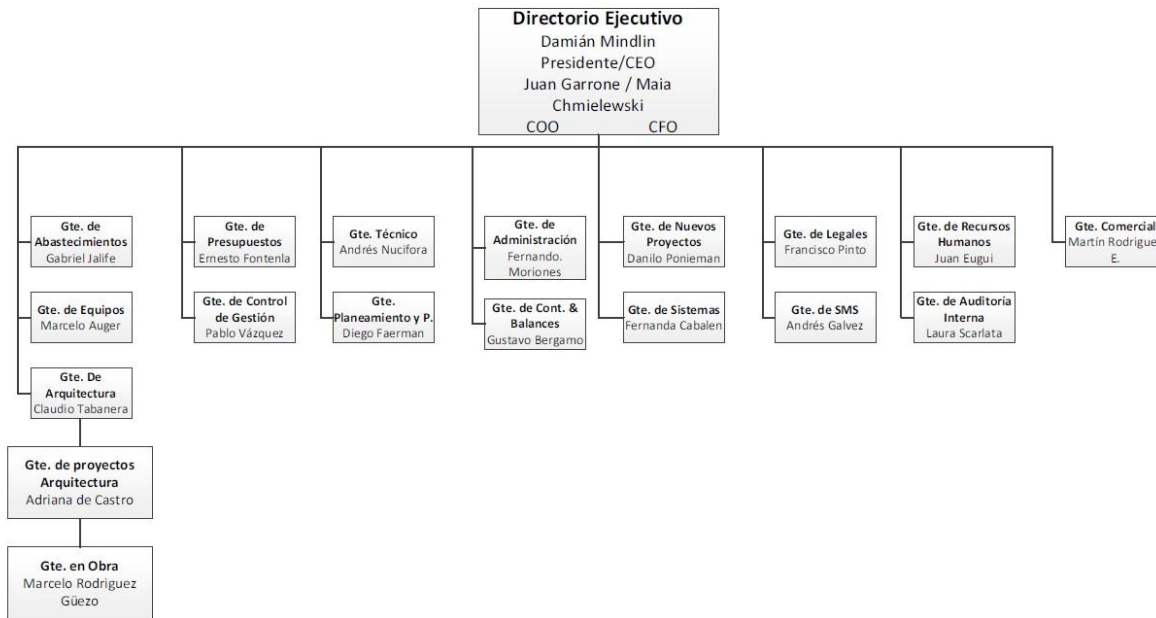 Directorio Ejecutivo
Damián Mindlin
Presidente/CEO
Juan Garrone / Maia
Chmielewski
COO CFO
Gte. de
Abastecimientos
Gabriel Jalife
Gte. de
Presupuestos
Ernesto Fontenla
Gte. Técnico
Andrés Nucifora
Gte. de
Administración
Fernando.
Moriones
Gte. de Nuevos
Proyectos
Danilo Ponieman
Gte. de Legales
Francisco Pinto
Gte. de Recursos
Humanos
Juan Eugui
Gte. Comercial
Martín Rodrigue
E.
Gte. de Equipos
Marcelo Auger
Gte. de Control
de Gestión
Pablo Vázquez
Gte.
Planeamiento y P.
Diego Faerman
Gte. de Cont. &
Balances
Gustavo Bergamo
Gte. de Sistemas
Fernanda Cabalen
Gte. de SMS
Andrés Galvez
Gte. de Auditoría
Interna
Laura Scarlata
Gte. De
Arquitectura
Claudio Tabanera
Gte. de proyectos
Arquitectura
Adriana de Castro
Gte. en Obra
Marcelo Rodriguez
Güezo